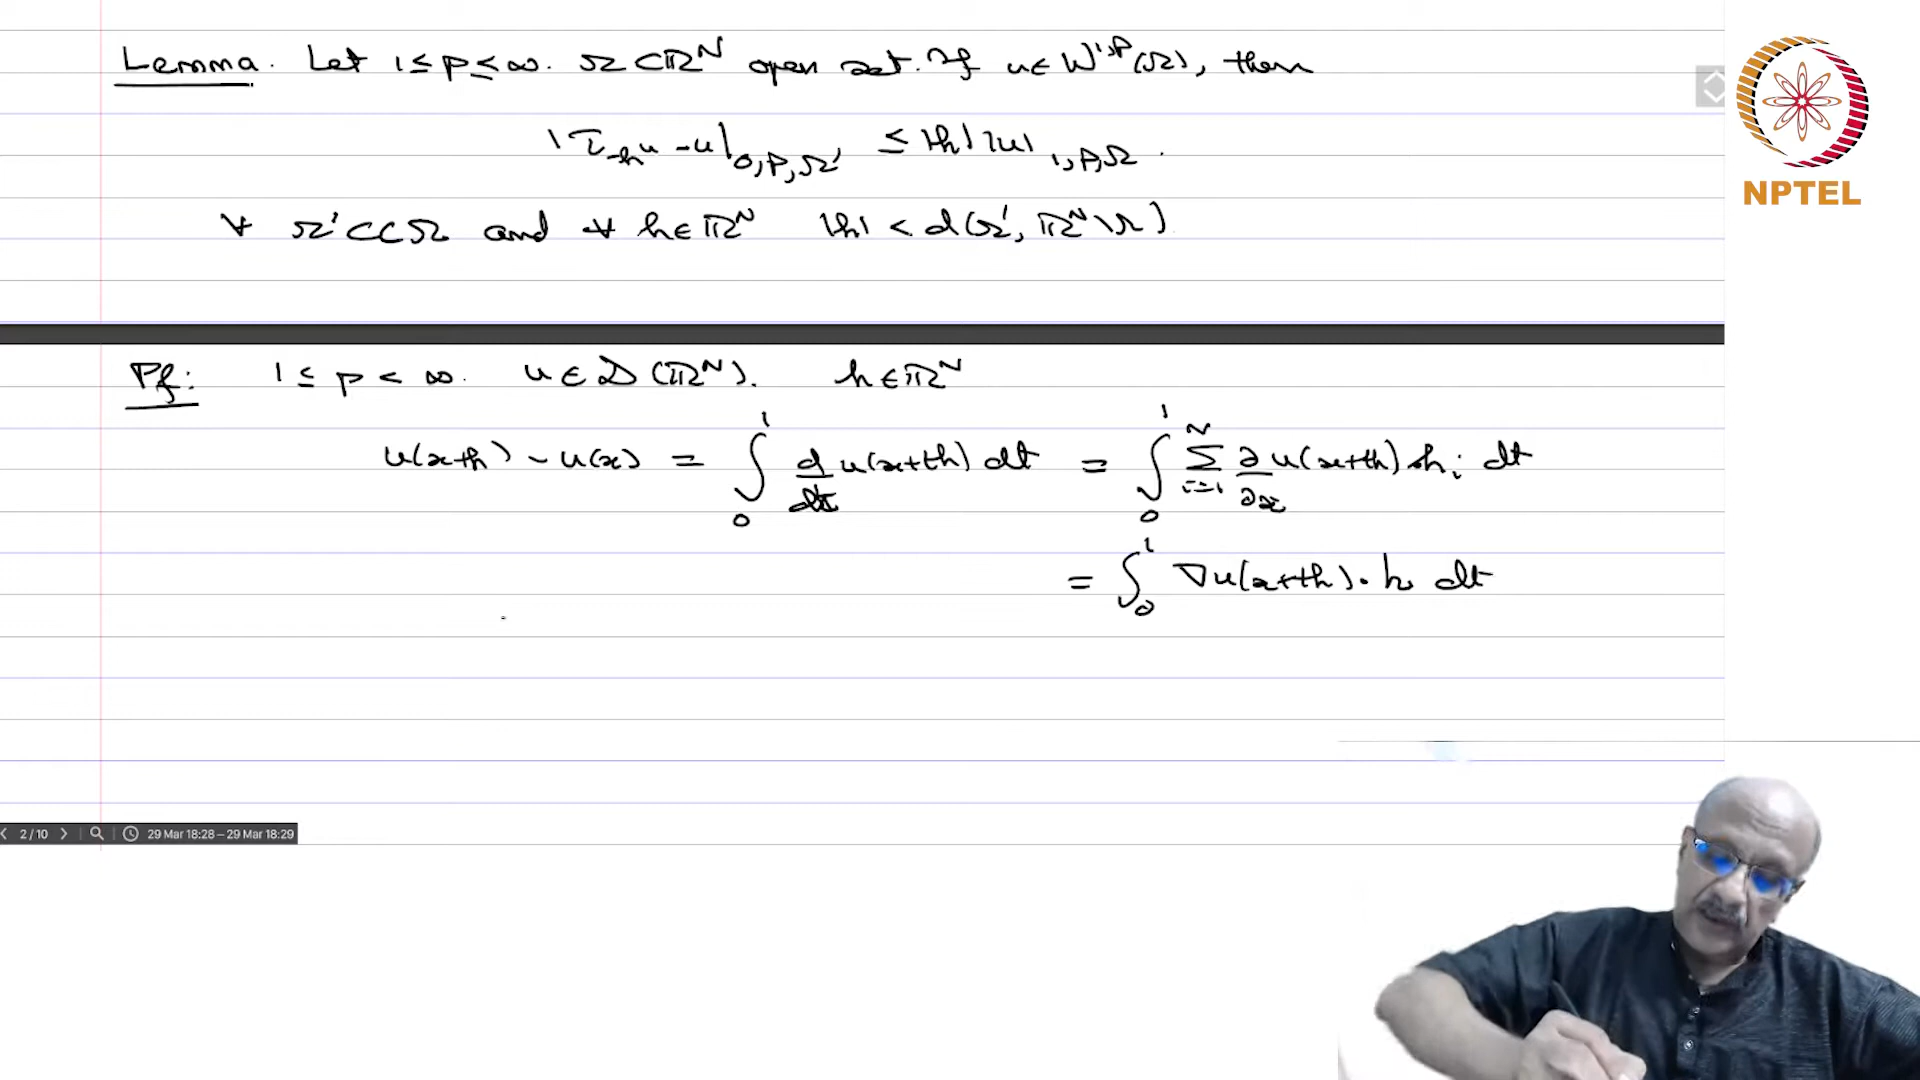 Lemma. Let 1≤p≤∞. Ω⊂ℝᴺ open set. If u∈W¹,ᵖ(Ω), then
|τ₋ₕu - u|₀,p,Ω′ ≤ |h| |u|₁,p,Ω.
∀ Ω′⊂⊂Ω and ∀ h∈ℝᴺ |h| < d(Ω′, ℝᴺ\Ω)
NPTEL
Pf: 1≤p<∞. u∈𝒟(ℝᴺ). h∈ℝᴺ
u(x+h) - u(x) = ∫₀¹ d/dt u(x+th) dt = ∫₀¹ Σᵢ₌₁ᴺ ∂/∂x u(x+th) hᵢ dt
= ∫₀¹ ∇u(x+th)·h dt
2/10 29 Mar 18:28 – 29 Mar 18:29